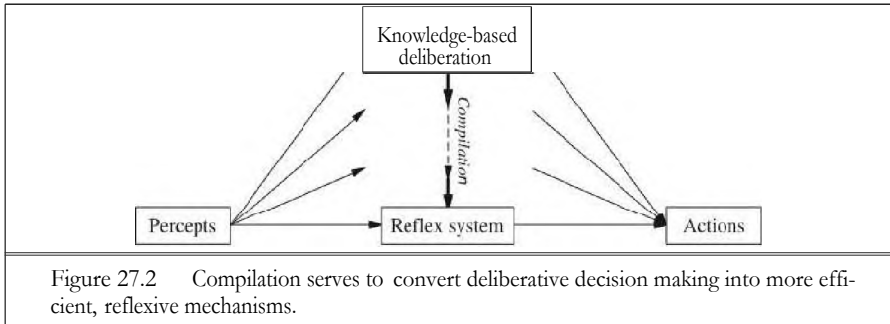 Knowledge-based
deliberation
Compilation
Percepts
Reflex system
Actions
Figure 27.2 Compilation serves to convert deliberative decision making into more effi-
cient, reflexive mechanisms.